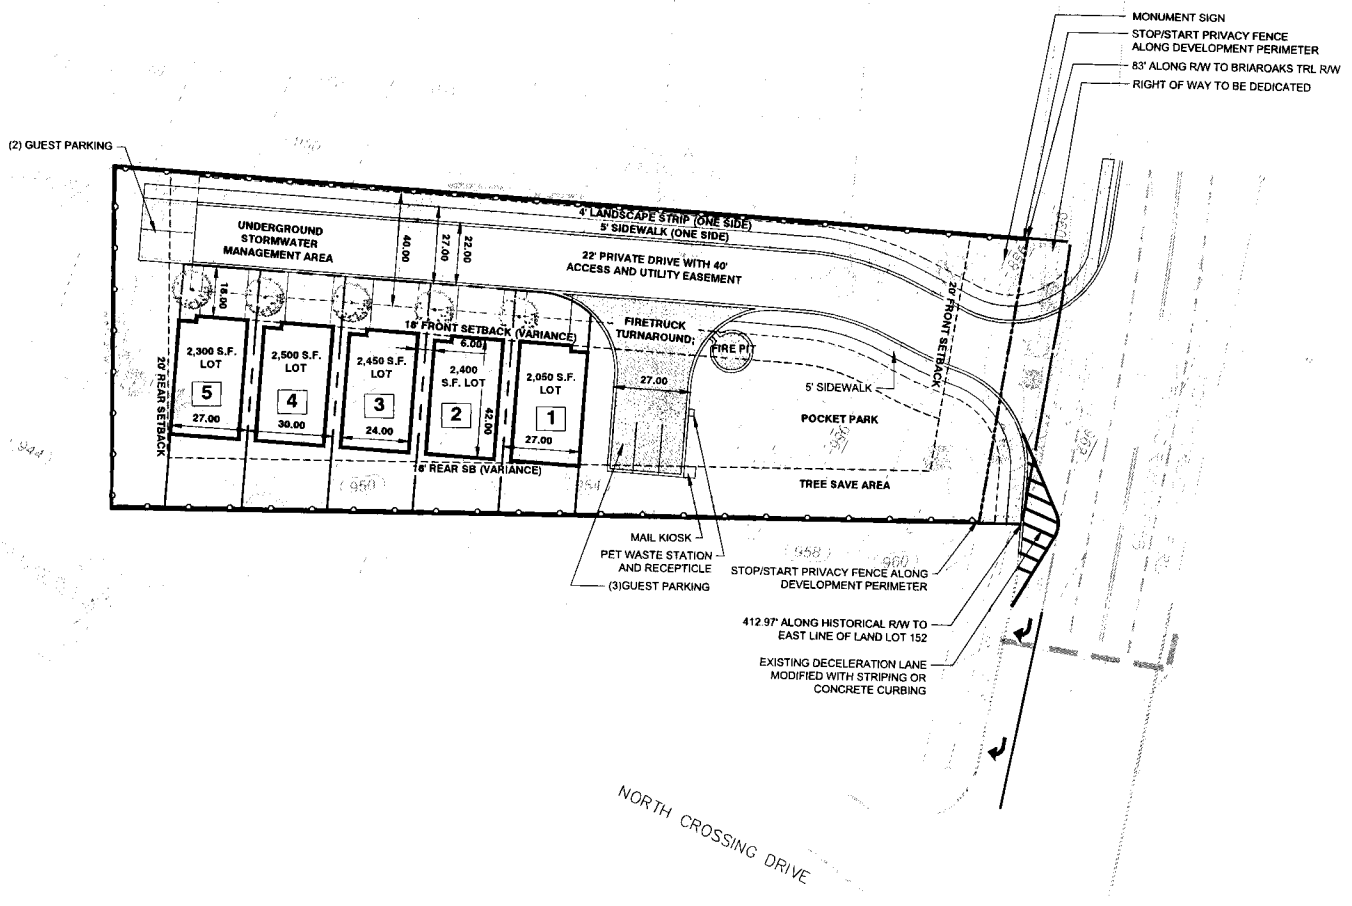 MONUMENT SIGN
STOP/START PRIVACY FENCE
ALONG DEVELOPMENT PERIMETER
83' ALONG R/W TO BRIAROAKS TRL R/W
RIGHT OF WAY TO BE DEDICATED
(2) GUEST PARKING
950
4' LANDSCAPE STRIP (ONE SIDE)
5' SIDEWALK (ONE SIDE)
UNDERGROUND
STORMWATER
MANAGEMENT AREA
40.00
27.00
22.00
22' PRIVATE DRIVE WITH 40'
ACCESS AND UTILITY EASEMENT
20' FRONT SETBACK
18.00
18' FRONT SETBACK (VARIANCE)
FIRETRUCK
TURNAROUND;
FIRE PIT
20' REAR SETBACK
2,300 S.F.
LOT
5
27.00
2,500 S.F.
LOT
4
30.00
2,450 S.F.
LOT
3
24.00
6.00
2,400
S.F. LOT
2
42.00
2,050 S.F.
LOT
1
27.00
27.00
5' SIDEWALK
POCKET PARK
956
962
944
18' REAR SB (VARIANCE)
950
954
TREE SAVE AREA
MAIL KIOSK
PET WASTE STATION
AND RECEPTICLE
(3)GUEST PARKING
958
960
STOP/START PRIVACY FENCE ALONG
DEVELOPMENT PERIMETER
412.97' ALONG HISTORICAL R/W TO
EAST LINE OF LAND LOT 152
EXISTING DECELERATION LANE
MODIFIED WITH STRIPING OR
CONCRETE CURBING
NORTH CROSSING DRIVE